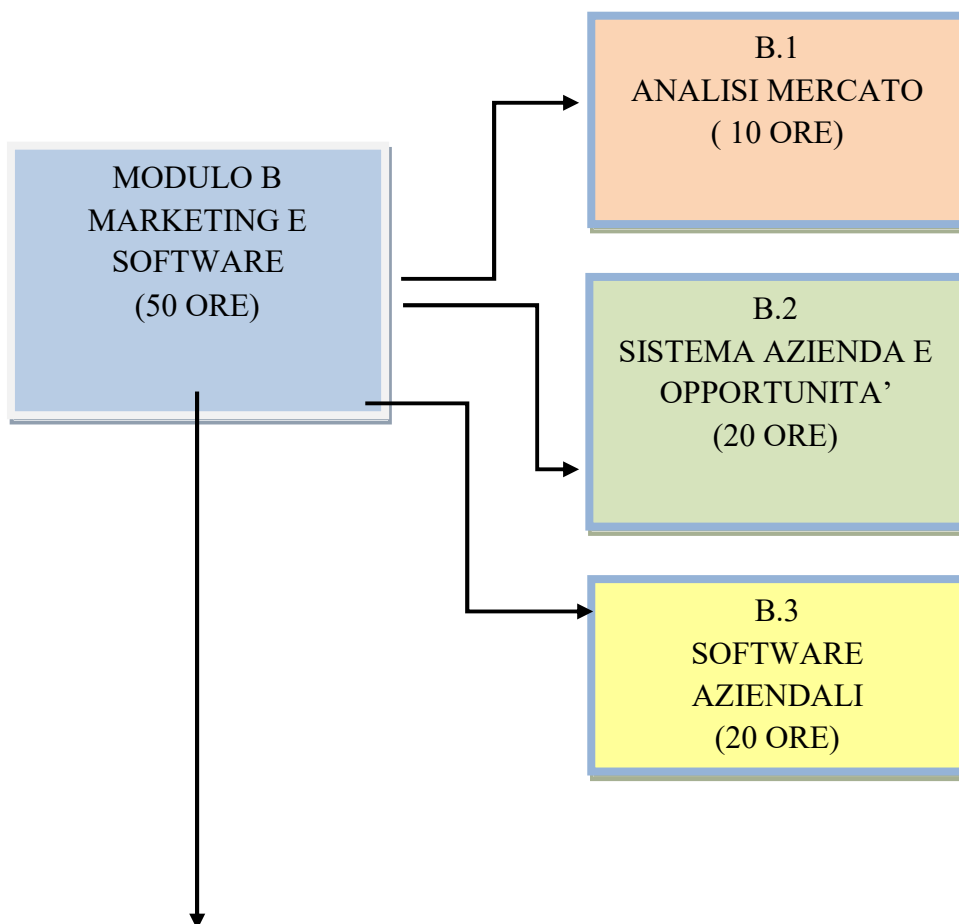 MODULO B
MARKETING E
SOFTWARE
(50 ORE)
B.1
ANALISI MERCATO
( 10 ORE)
B.2
SISTEMA AZIENDA E
OPPORTUNITA’
(20 ORE)
B.3
SOFTWARE
AZIENDALI
(20 ORE)